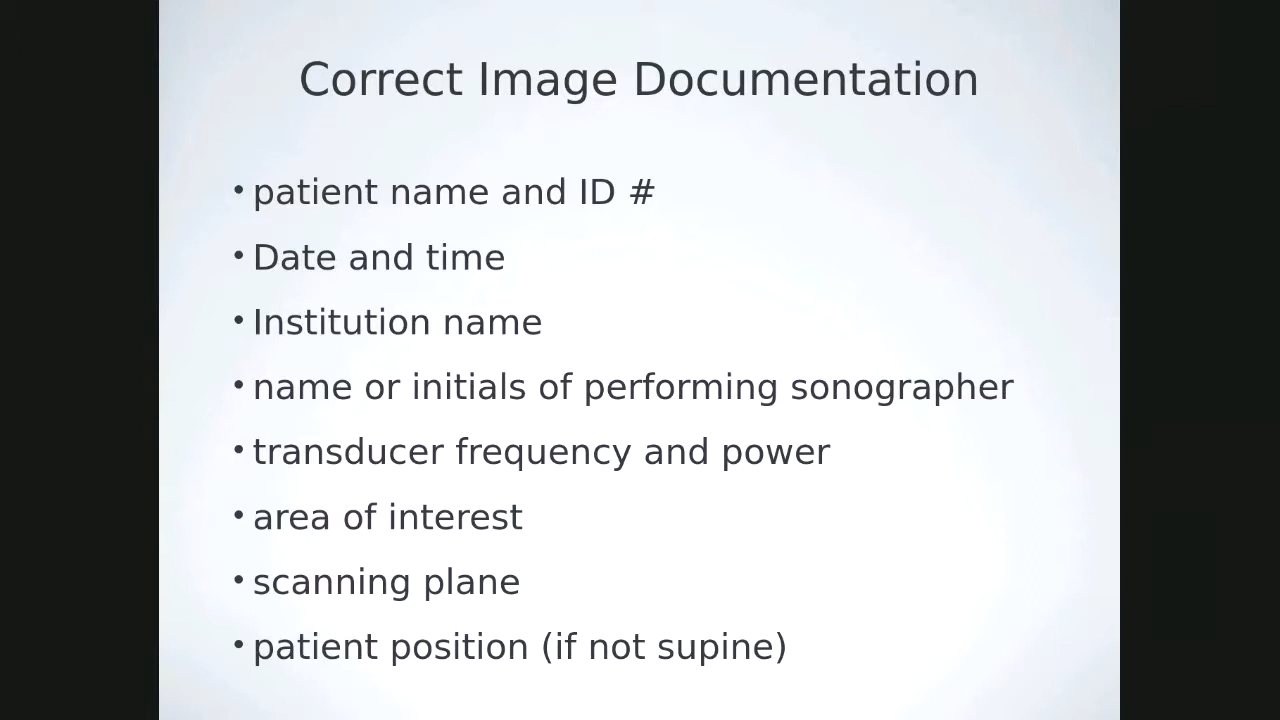 Correct Image Documentation
• patient name and ID #
• Date and time
• Institution name
• name or initials of performing sonographer
• transducer frequency and power
• area of interest
• scanning plane
• patient position (if not supine)